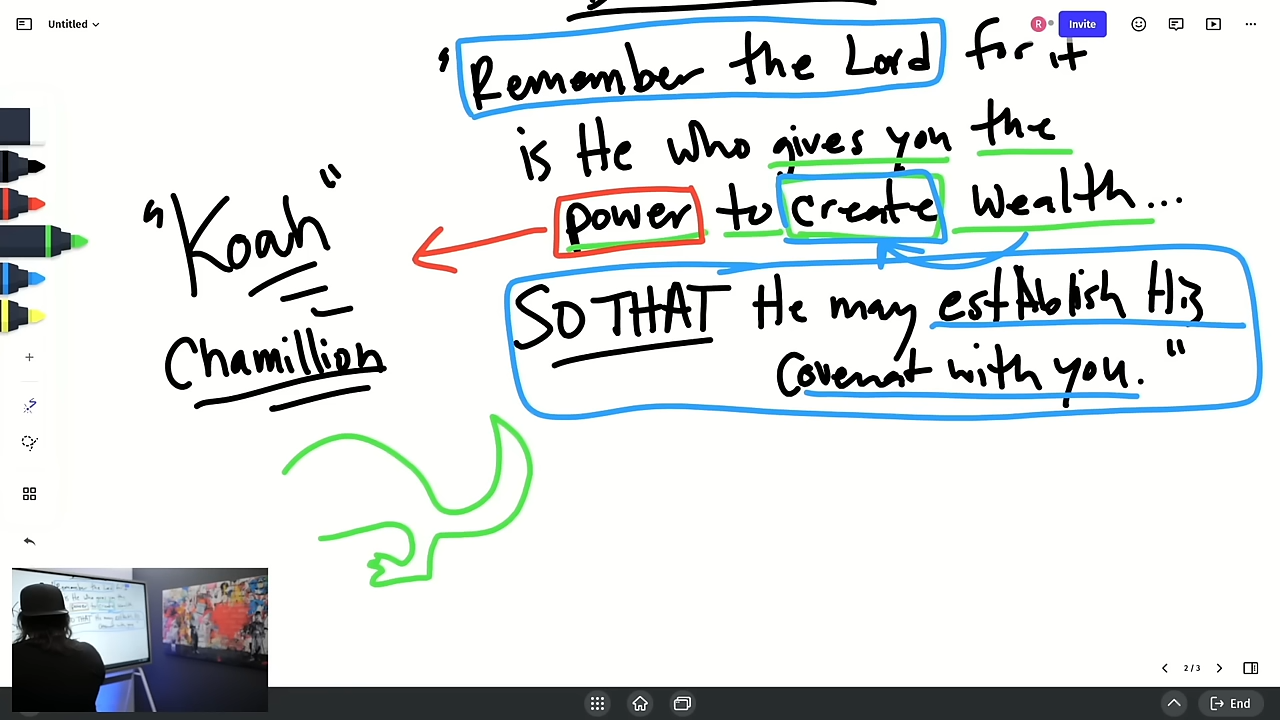 Untitled
R
Invite
"Remember the Lord for it
is He who gives you the
power to create wealth...
SO THAT He may establish His
Covenat with you."
"Koah"
Chamillion
2/3
End